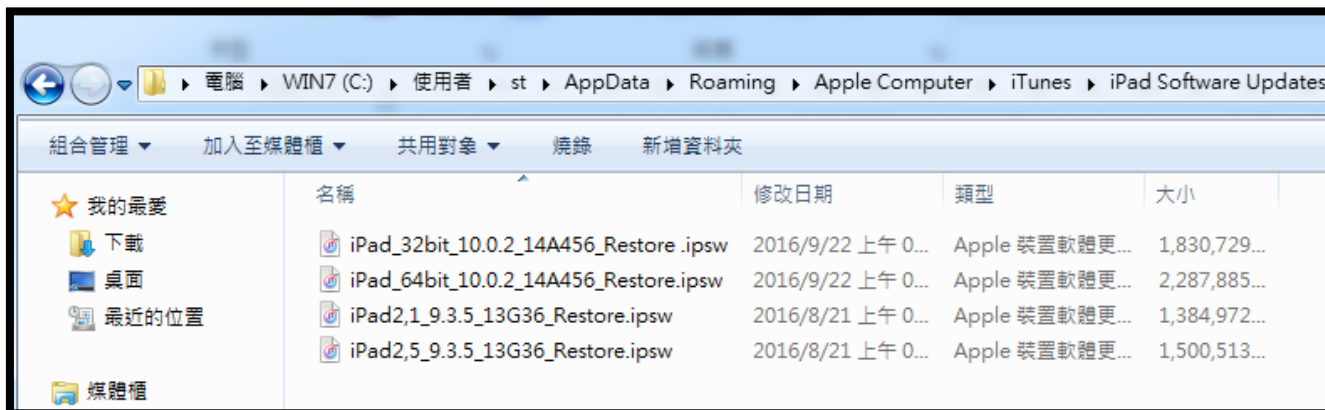 電腦 WIN7 (C:) 使用者 st AppData Roaming Apple Computer iTunes iPad Software Updates
組合管理 加入至媒體櫃 共用對象 燒錄 新增資料夾
我的最愛
下載
桌面
最近的位置
媒體櫃
名稱 修改日期 類型 大小
iPad_32bit_10.0.2_14A456_Restore .ipsw 2016/9/22 上午 0... Apple 裝置軟體更... 1,830,729...
iPad_64bit_10.0.2_14A456_Restore.ipsw 2016/9/22 上午 0... Apple 裝置軟體更... 2,287,885...
iPad2,1_9.3.5_13G36_Restore.ipsw 2016/8/21 上午 0... Apple 裝置軟體更... 1,384,972...
iPad2,5_9.3.5_13G36_Restore.ipsw 2016/8/21 上午 0... Apple 裝置軟體更... 1,500,513...